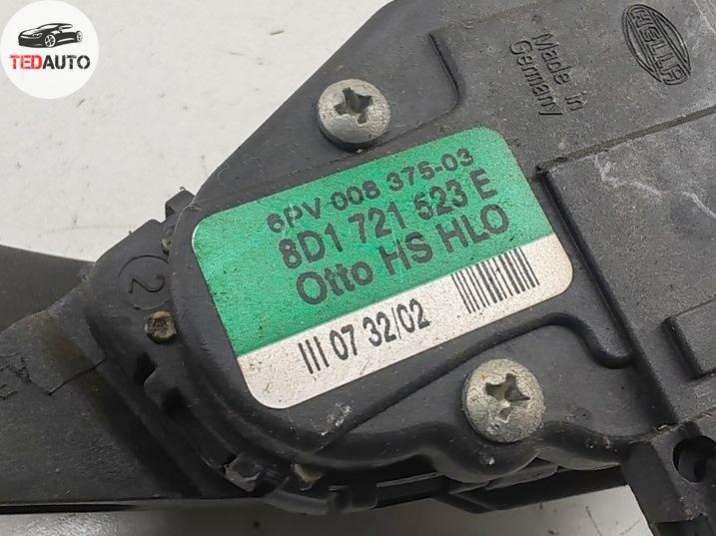 TEDAUTO
HELLA
Made in
Germany
6PV 008 375-03
8D1 721 523 E
Otto HS HLO
III 07 32/02
2